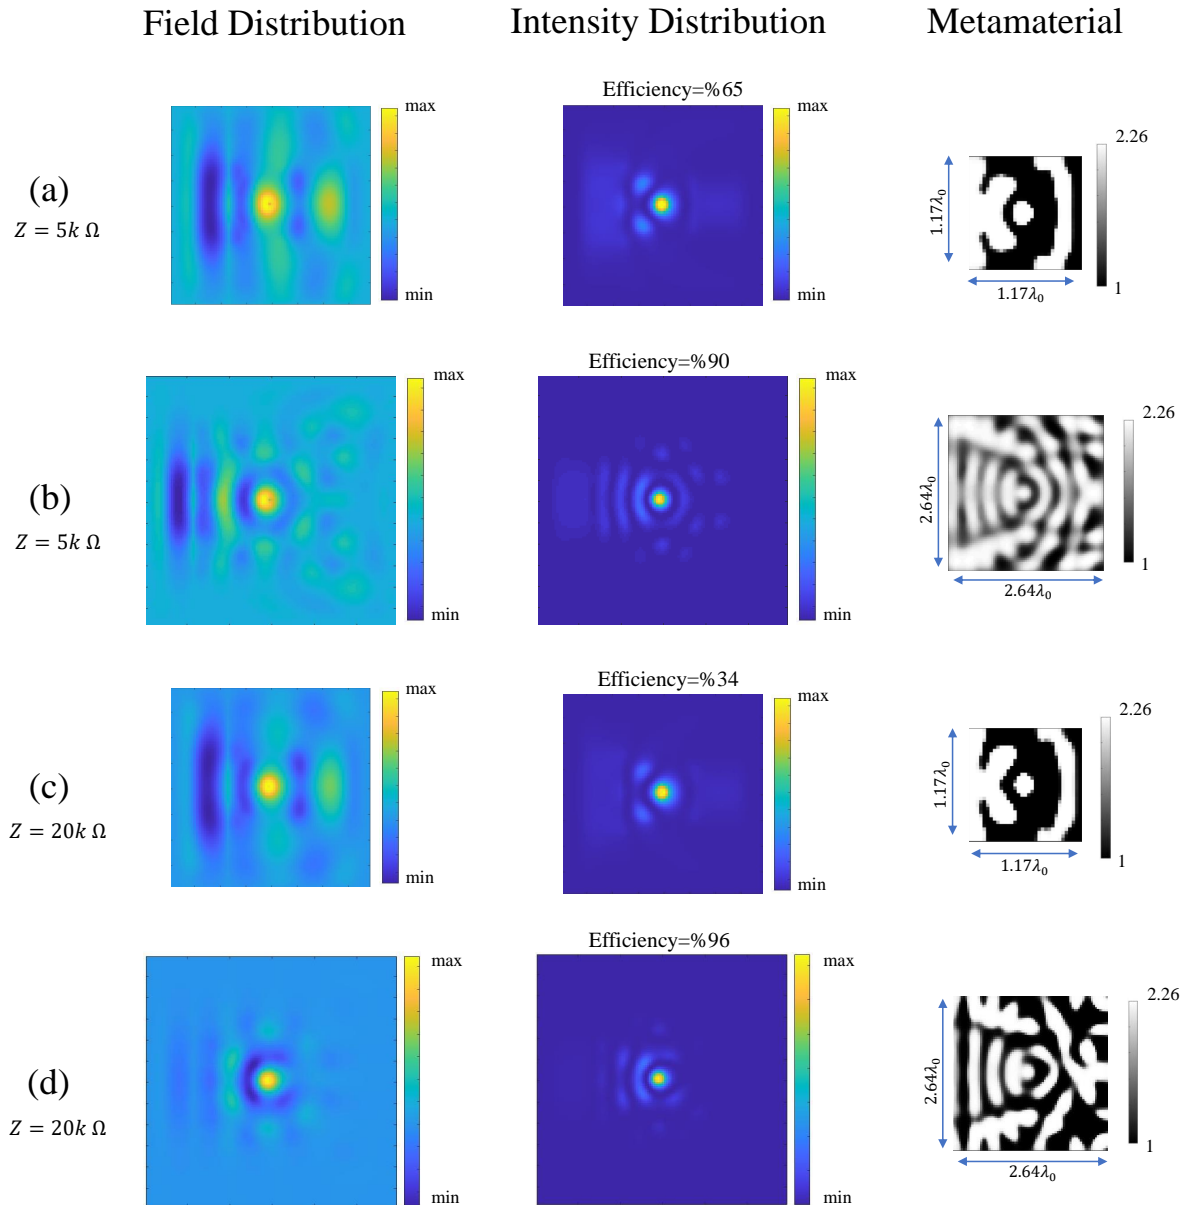 Field Distribution Intensity Distribution Metamaterial
Efficiency=%65
max max
2.26
(a)
Z = 5k Ω
1.17λ₀
min min
1.17λ₀
1
Efficiency=%90
max max
2.26
(b)
Z = 5k Ω
2.64λ₀
1
2.64λ₀
min min
Efficiency=%34
max max
2.26
(c)
Z = 20k Ω
1.17λ₀
1
1.17λ₀
min min
Efficiency=%96
max max
2.26
(d)
Z = 20k Ω
2.64λ₀
1
2.64λ₀
min min